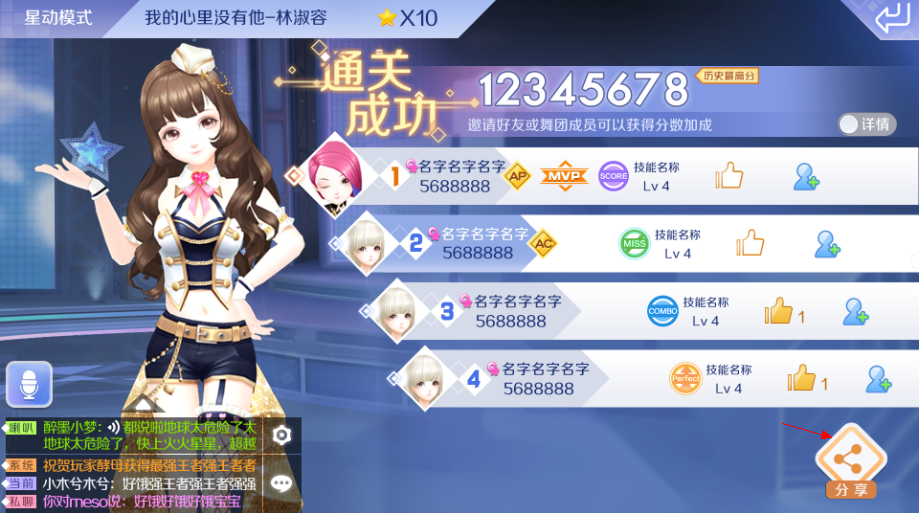 星动模式
我的心里没有他-林淑容
X10
通关
成功
12345678
历史最高分
邀请好友或舞团成员可以获得分数加成
详情
1 名字名字名字 AP MVP SCORE 技能名称
5688888 Lv 4
2 名字名字名字 AC MISS 技能名称
5688888 Lv 4
3 名字名字名字 COMBO 技能名称 1
5688888 Lv 4
4 名字名字名字 Perfect 技能名称 1
5688888 Lv 4
喇叭 醉墨小梦: 都说啦地球太危险了太
地球太危险了,快上火火星星,超越
系统 祝贺玩家酵母获得最强王者强王者者
当前 小木兮木兮:好饿强王者强王者强强
私聊 你对meso说:好饿好饿好饿宝宝
分享